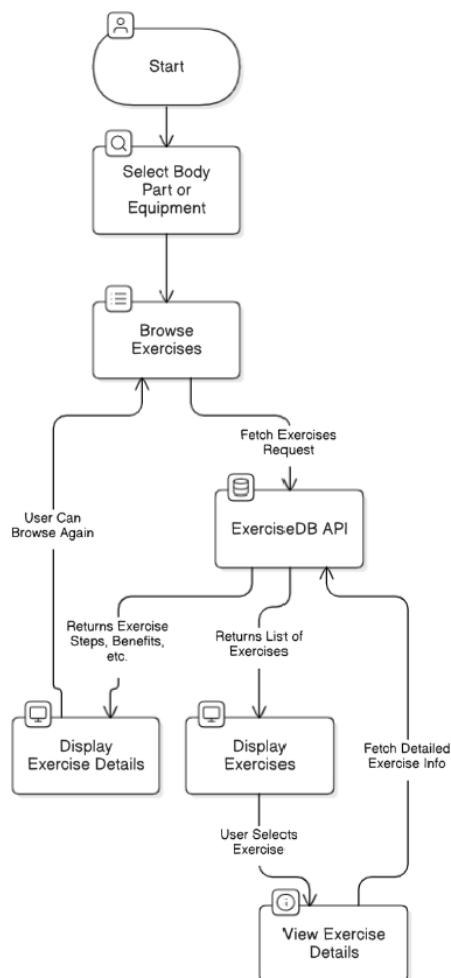 Start
Select Body
Part or
Equipment
Browse
Exercises
Fetch Exercises
Request
User Can
Browse Again
ExerciseDB API
Returns Exercise
Steps, Benefits,
etc.
Returns List of
Exercises
Display
Exercise Details
Display
Exercises
Fetch Detailed
Exercise Info
User Selects
Exercise
View Exercise
Details